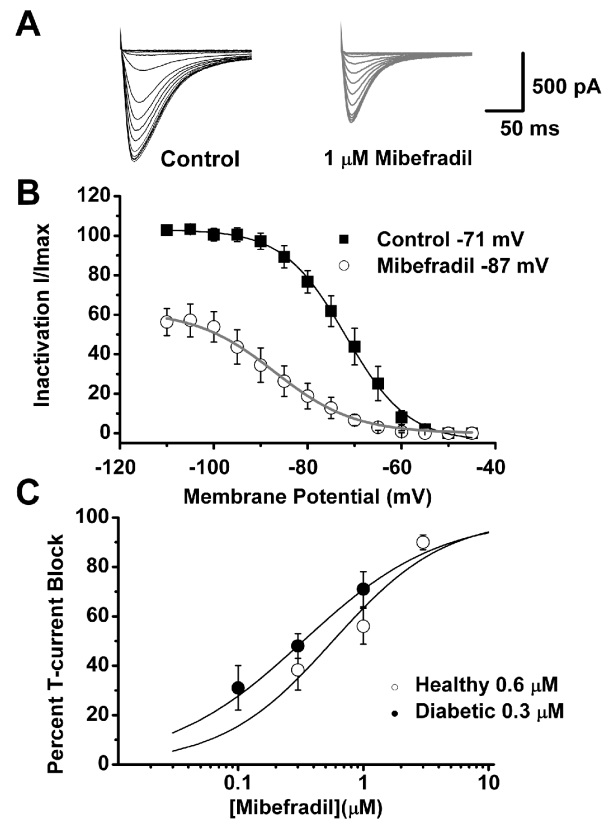 A
Control
1 μM Mibefradil
500 pA
50 ms
B
120
100
80
60
40
20
0
Inactivation I/Imax
Control -71 mV
Mibefradil -87 mV
-120
-100
-80
-60
-40
Membrane Potential (mV)
C
100
80
60
40
20
0
Percent T-current Block
Healthy 0.6 μM
Diabetic 0.3 μM
0.1
1
10
[Mibefradil](μM)